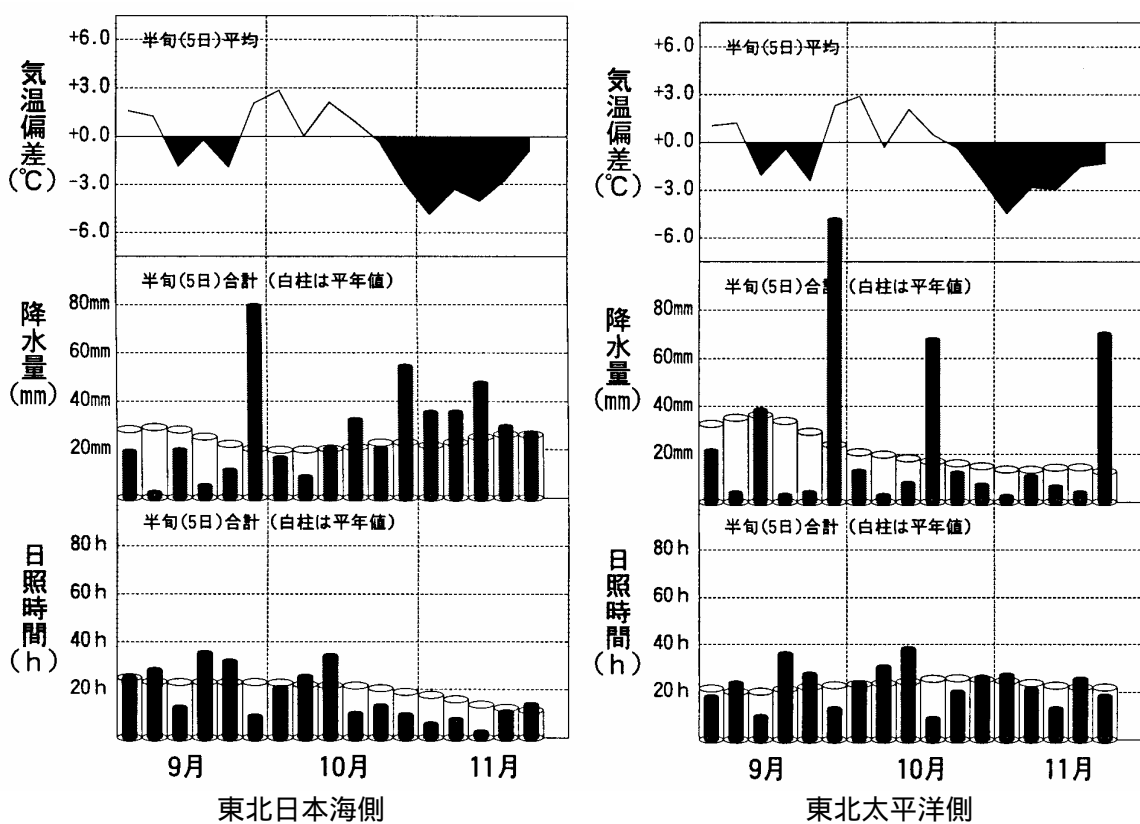 半旬(5日)平均
+6.0
+3.0
+0.0
-3.0
-6.0
気温偏差(℃)
半旬(5日)合計 (白柱は平年値)
80mm
60mm
40mm
20mm
降水量(mm)
半旬(5日)合計 (白柱は平年値)
80h
60h
40h
20h
日照時間(h)
9月 10月 11月
東北日本海側
半旬(5日)平均
+6.0
+3.0
+0.0
-3.0
-6.0
気温偏差(℃)
半旬(5日)合計 (白柱は平年値)
80mm
60mm
40mm
20mm
降水量(mm)
半旬(5日)合計 (白柱は平年値)
80h
60h
40h
20h
日照時間(h)
9月 10月 11月
東北太平洋側